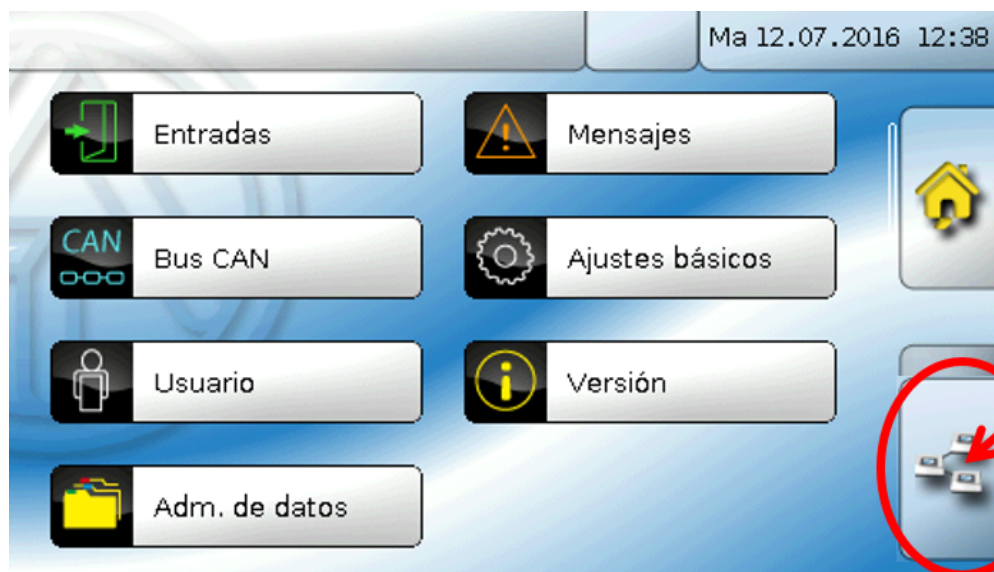 Ma 12.07.2016 12:38
Entradas
Mensajes
CAN
Bus CAN
Ajustes básicos
Usuario
Versión
Adm. de datos